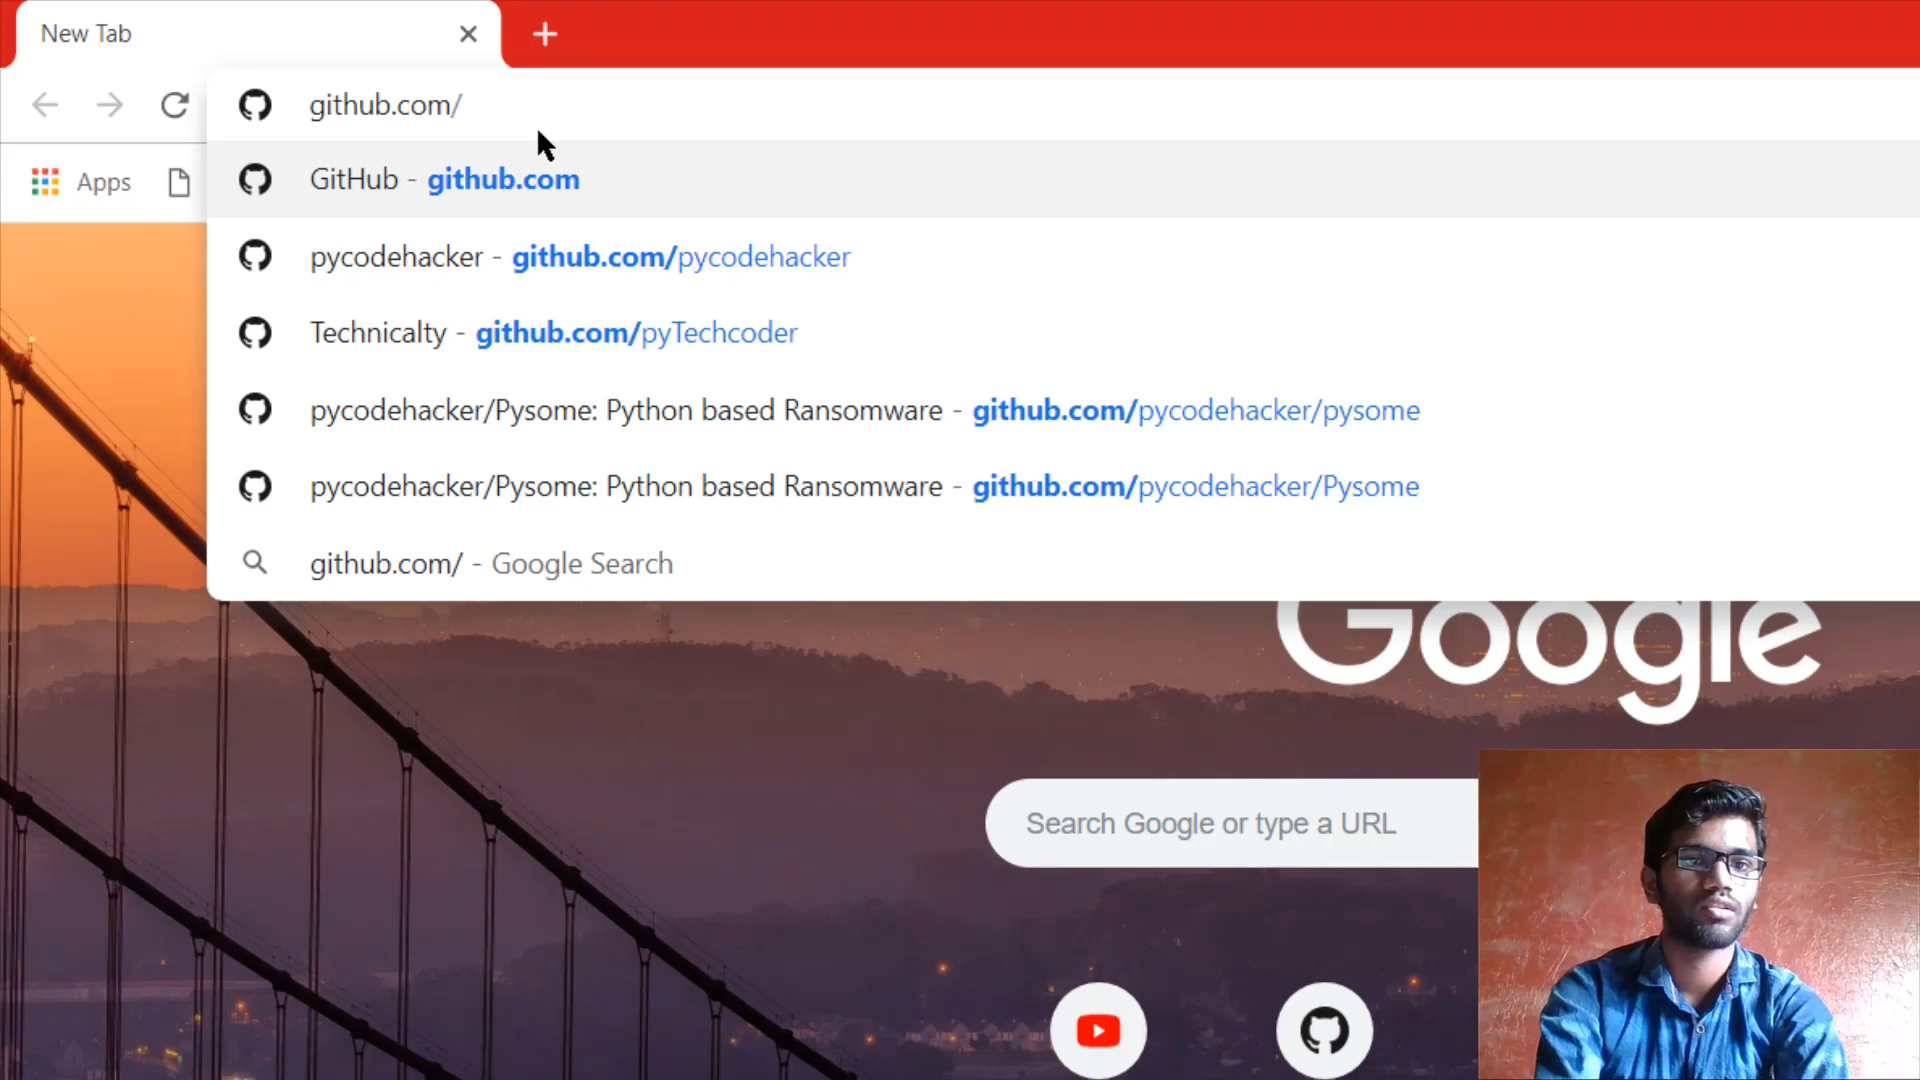 New Tab
github.com/
GitHub - github.com
Apps
pycodehacker - github.com/pycodehacker
Technicalty - github.com/pyTechcoder
pycodehacker/Pysome: Python based Ransomware - github.com/pycodehacker/pysome
pycodehacker/Pysome: Python based Ransomware - github.com/pycodehacker/Pysome
github.com/ - Google Search
Google
Search Google or type a URL